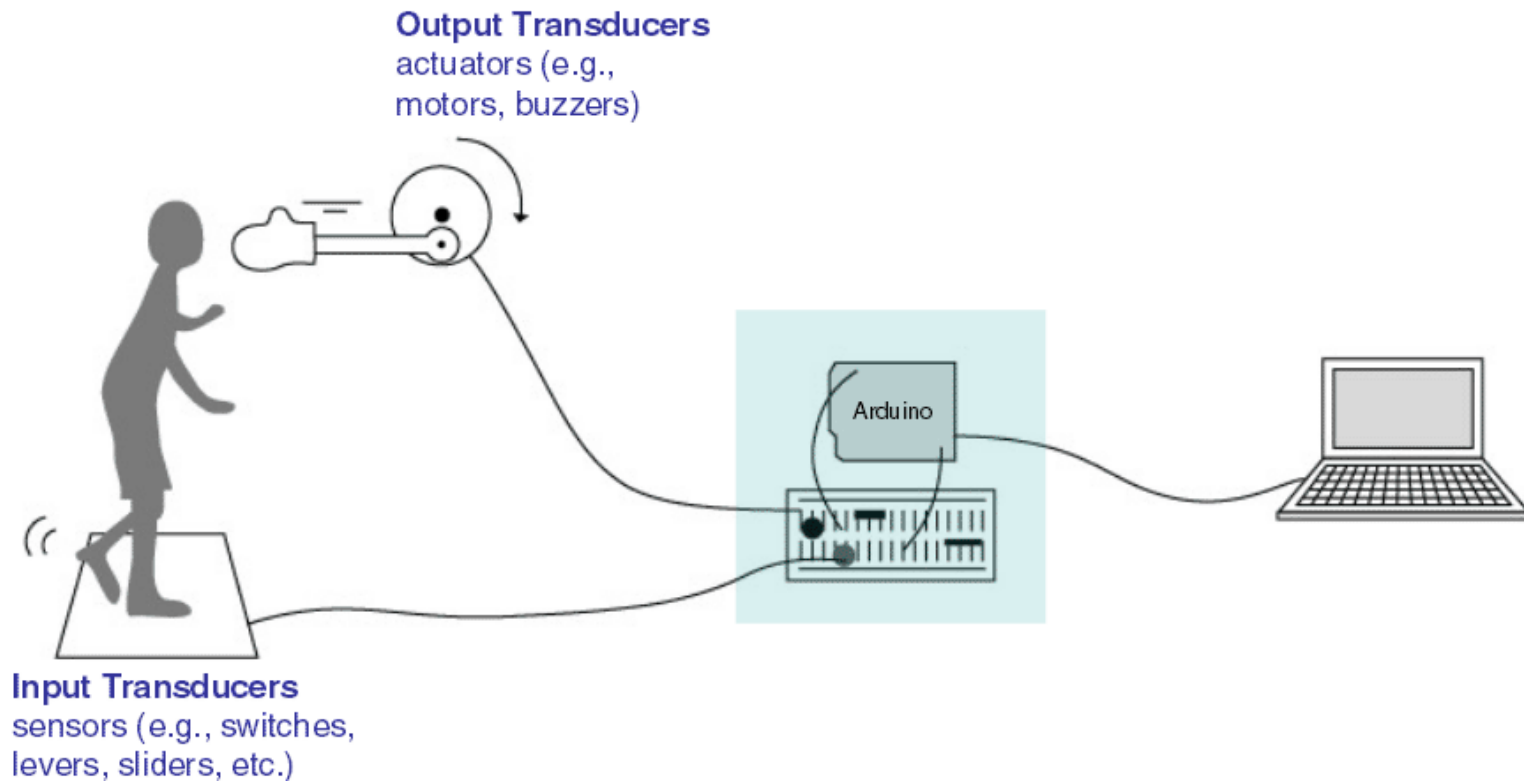 Output Transducers
actuators (e.g.,
motors, buzzers)
Arduino
Input Transducers
sensors (e.g., switches,
levers, sliders, etc.)